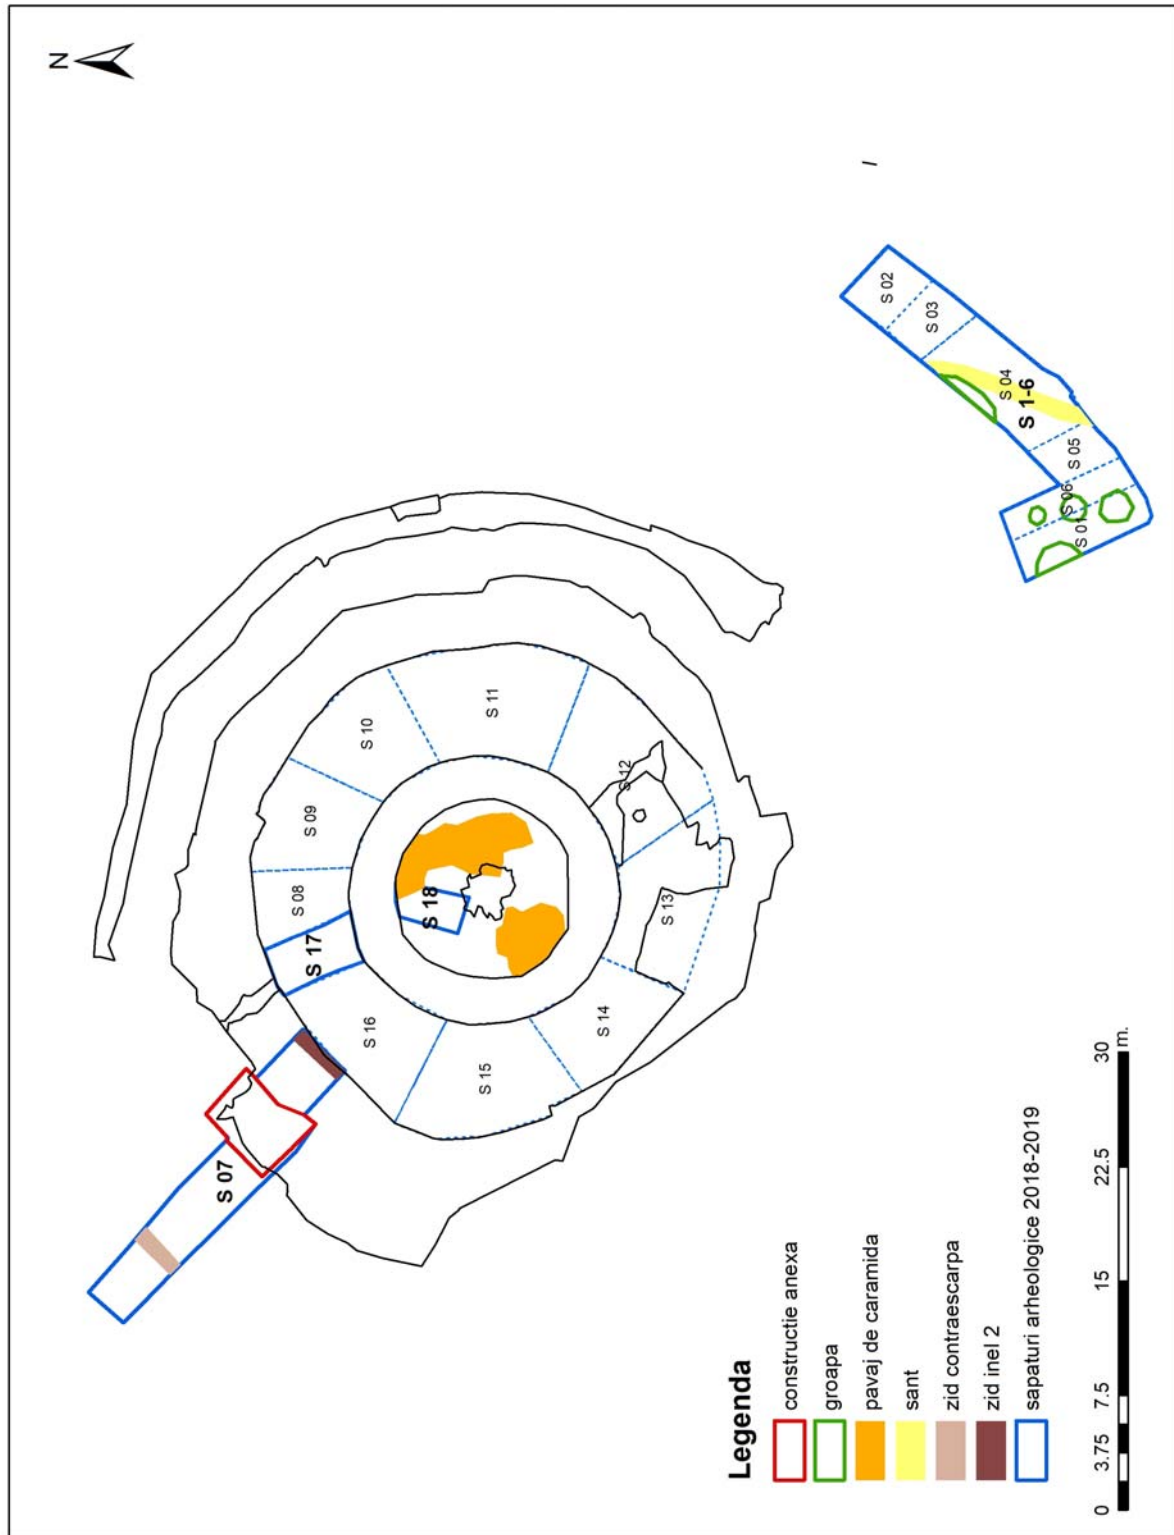 N
S 02
S 03
S 04
S 1-6
S 05
S 06
S 01
S 11
S 10
S 09
S 08
S 17
S 18
S 12
S 13
S 14
S 15
S 16
S 07
Legenda
constructie anexa
groapa
pavaj de caramida
sant
zid contraescarpa
zid inel 2
sapaturi arheologice 2018-2019
0 3.75 7.5 15 22.5 30
m.